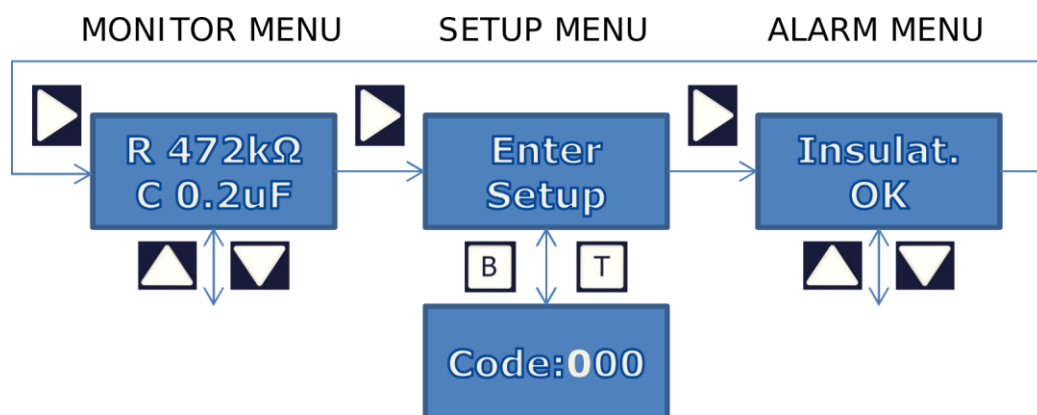 MONITOR MENU
SETUP MENU
ALARM MENU
R 472kΩ
C 0.2uF
Enter
Setup
Insulat.
OK
B
T
Code:000